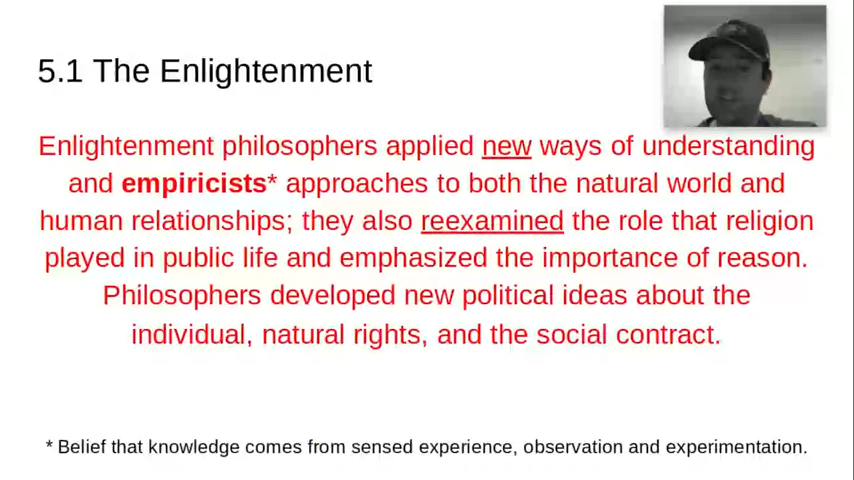 5.1 The Enlightenment
Enlightenment philosophers applied new ways of understanding
and empiricists* approaches to both the natural world and
human relationships; they also reexamined the role that religion
played in public life and emphasized the importance of reason.
Philosophers developed new political ideas about the
individual, natural rights, and the social contract.
* Belief that knowledge comes from sensed experience, observation and experimentation.